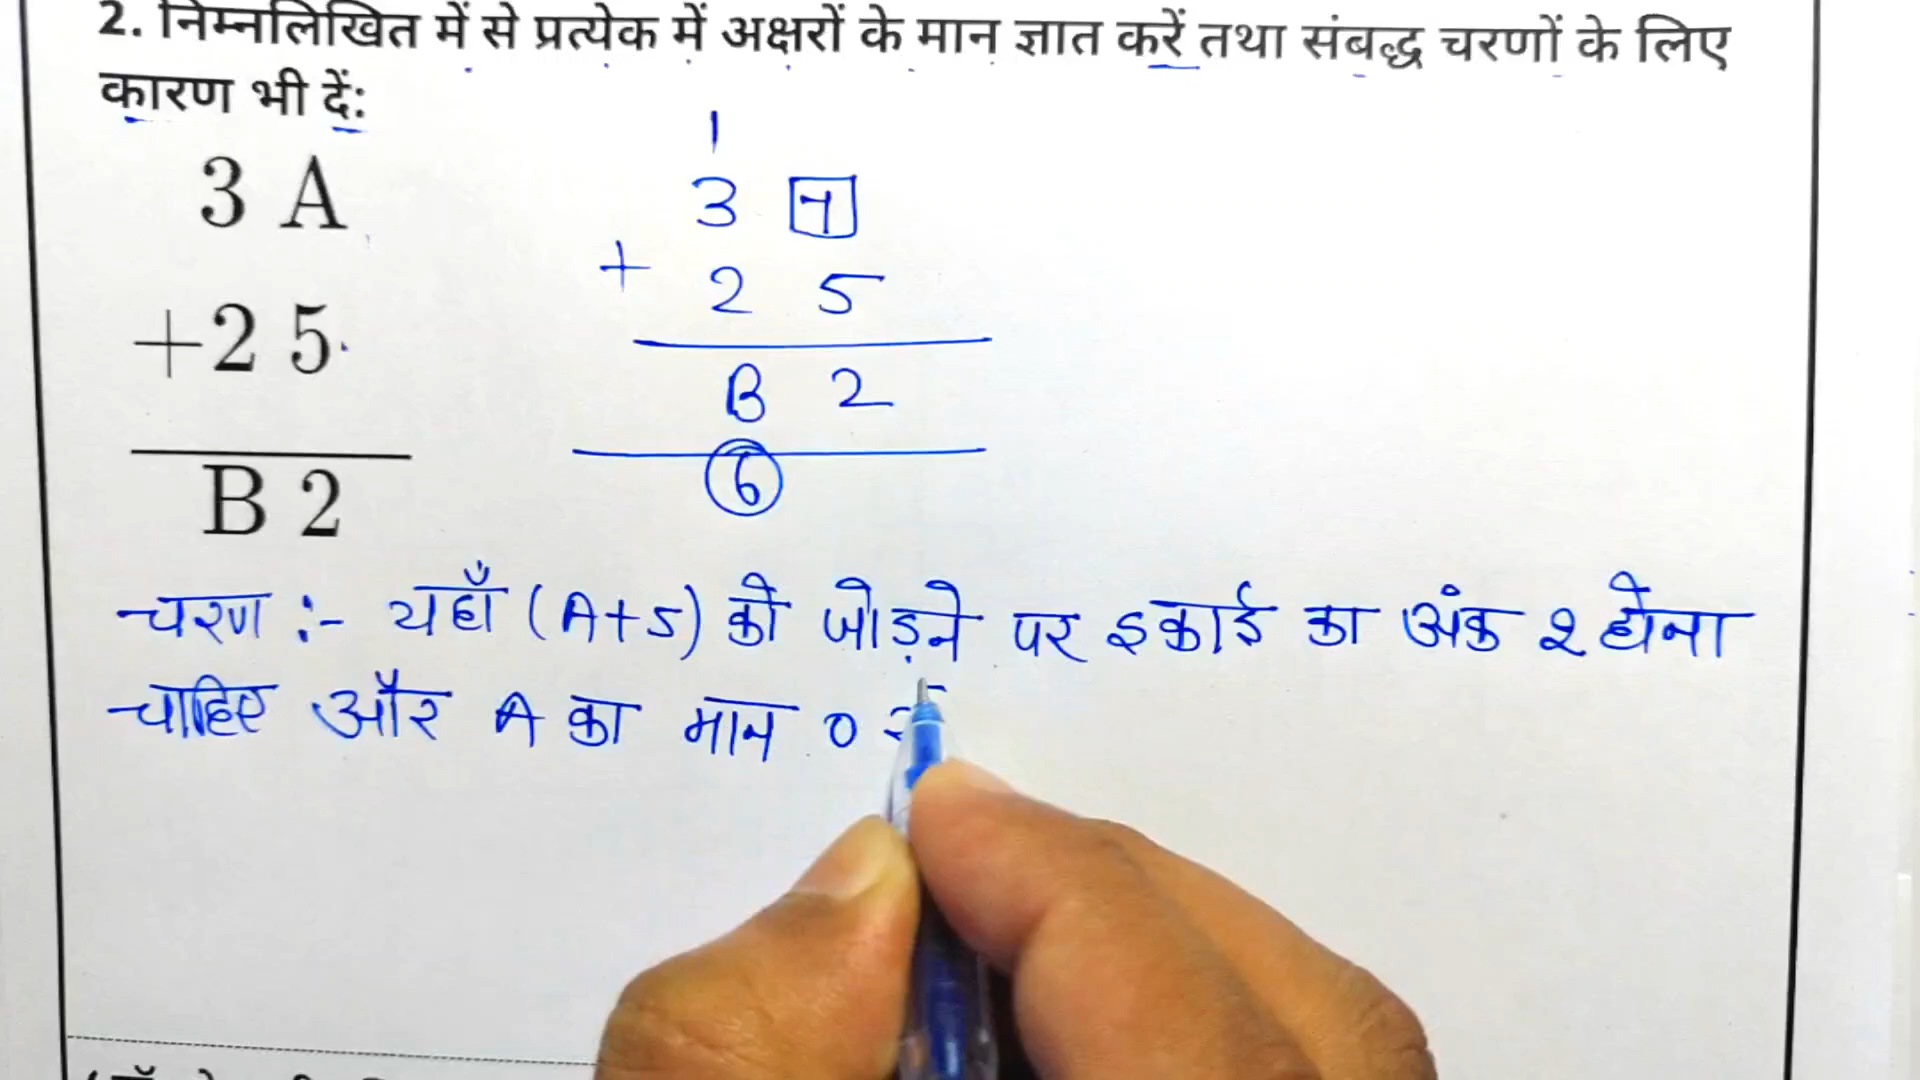 2. निम्नलिखित में से प्रत्येक में अक्षरों के मान ज्ञात करें तथा संबद्ध चरणों के लिए
कारण भी दें:
3 A
+2 5
B 2
1
3 7
+ 2 5
B 2
6
चरण :- यहाँ (A+5) को जोड़ने पर इकाई का अंक 2 होना
चाहिए और A का मान 0